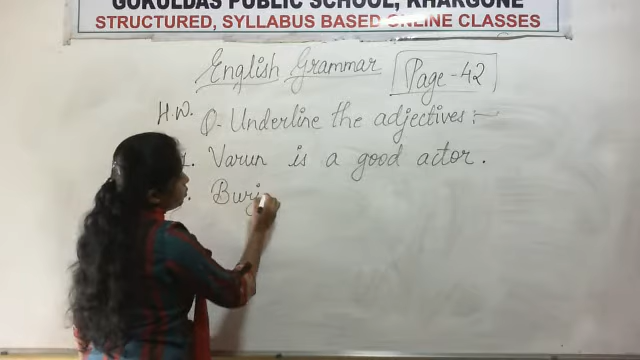 GOKULDAS PUBLIC SCHOOL, KHARGONE
STRUCTURED, SYLLABUS BASED ONLINE CLASSES
English Grammar Page-42
H.W. Q- Underline the adjectives :-
1. Varun is a good actor.
Burj